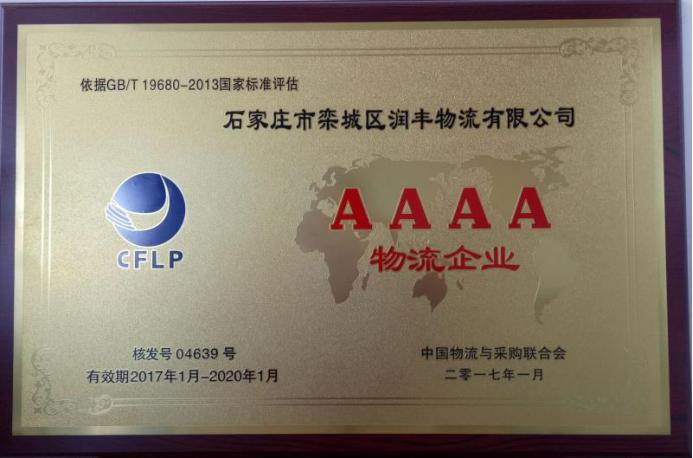 依据GB/T 19680-2013国家标准评估
石家庄市栾城区润丰物流有限公司
CFLP
AAAA
物流企业
核发号 04639 号
有效期2017年1月-2020年1月
中国物流与采购联合会
二零一七年一月